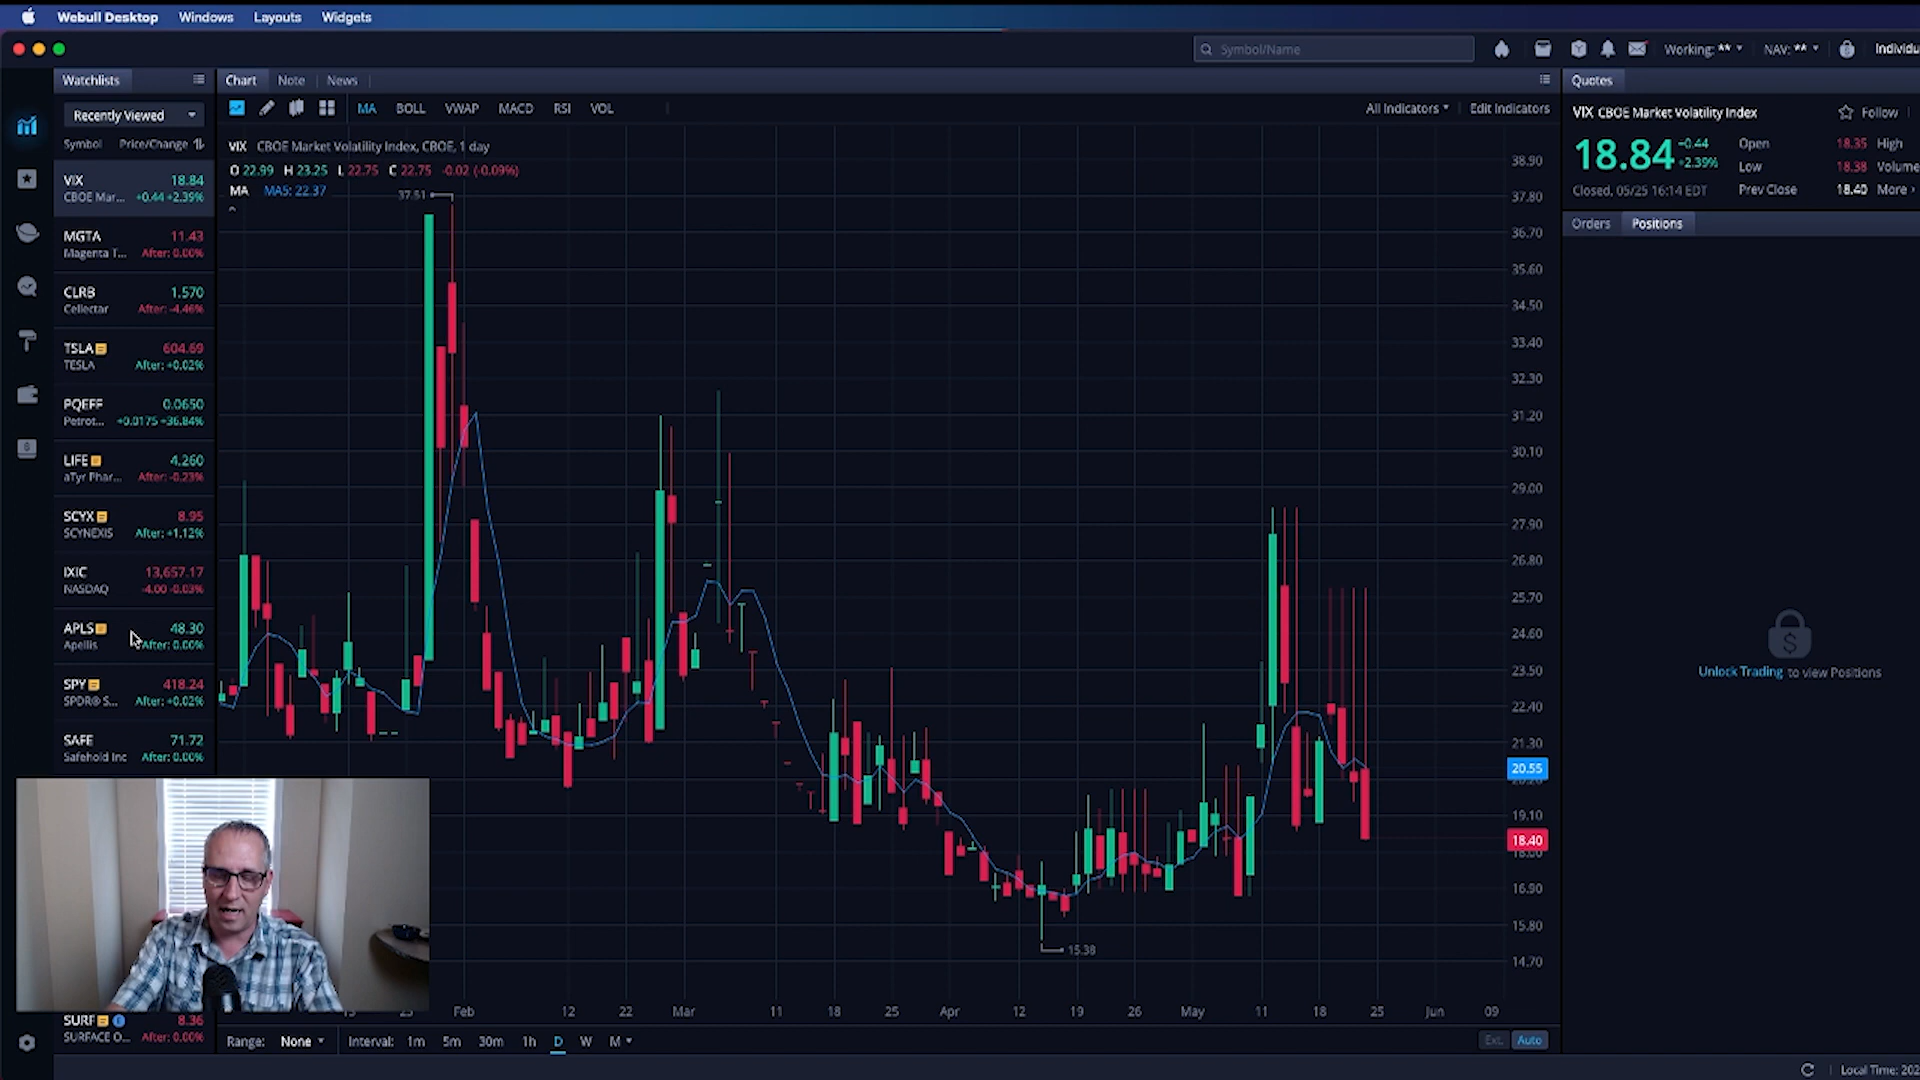 Webull Desktop Windows Layouts Widgets
Symbol/Name Working: ** NAV: ** Individu
Watchlists Chart Note News Quotes
Recently Viewed MA BOLL VWAP MACD RSI VOL All Indicators Edit Indicators
Symbol Price/Change
VIX CBOE Market Volatility Index Follow
18.84 -0.44 +2.39% Open 18.35 High
Low 18.38 Volume
Closed, 05/25 16:14 EDT Prev Close 18.40 More
Orders Positions
Unlock Trading to view Positions
VIX 18.84
CBOE Mar... +0.44 +2.39%
MGTA 11.43
Magenta T... After: 0.00%
CLRB 1.570
Cellectar After: -4.46%
TSLA 604.69
TESLA After: +0.02%
PQEFF 0.0650
Petrot... +0.0175 +36.84%
LIFE 4.260
aTyr Phar... After: -0.23%
SCYX 8.95
SCYNEXIS After: +1.12%
IXIC 13,657.17
NASDAQ -4.00 -0.03%
APLS 48.30
Apellis After: 0.00%
SPY 418.24
SPDR® S... After: +0.02%
SAFE 71.72
Safehold Inc After: 0.00%
SURF 8.36
SURFACE O... After: 0.00%
VIX CBOE Market Volatility Index, CBOE, 1 day
O 22.99 H 23.25 L 22.75 C 22.75 -0.02 (-0.09%)
MA MA5: 22.37
37.51
15.38
38.90
37.80
36.70
35.60
34.50
33.40
32.30
31.20
30.10
29.00
27.90
26.80
25.70
24.60
23.50
22.40
21.30
20.55
19.10
18.40
18.00
16.90
15.80
14.70
Feb 12 22 Mar 11 18 25 Apr 12 19 26 May 11 18 25 Jun 09
Range: None Interval: 1m 5m 30m 1h D W M Ext. Auto
Local Time: 202